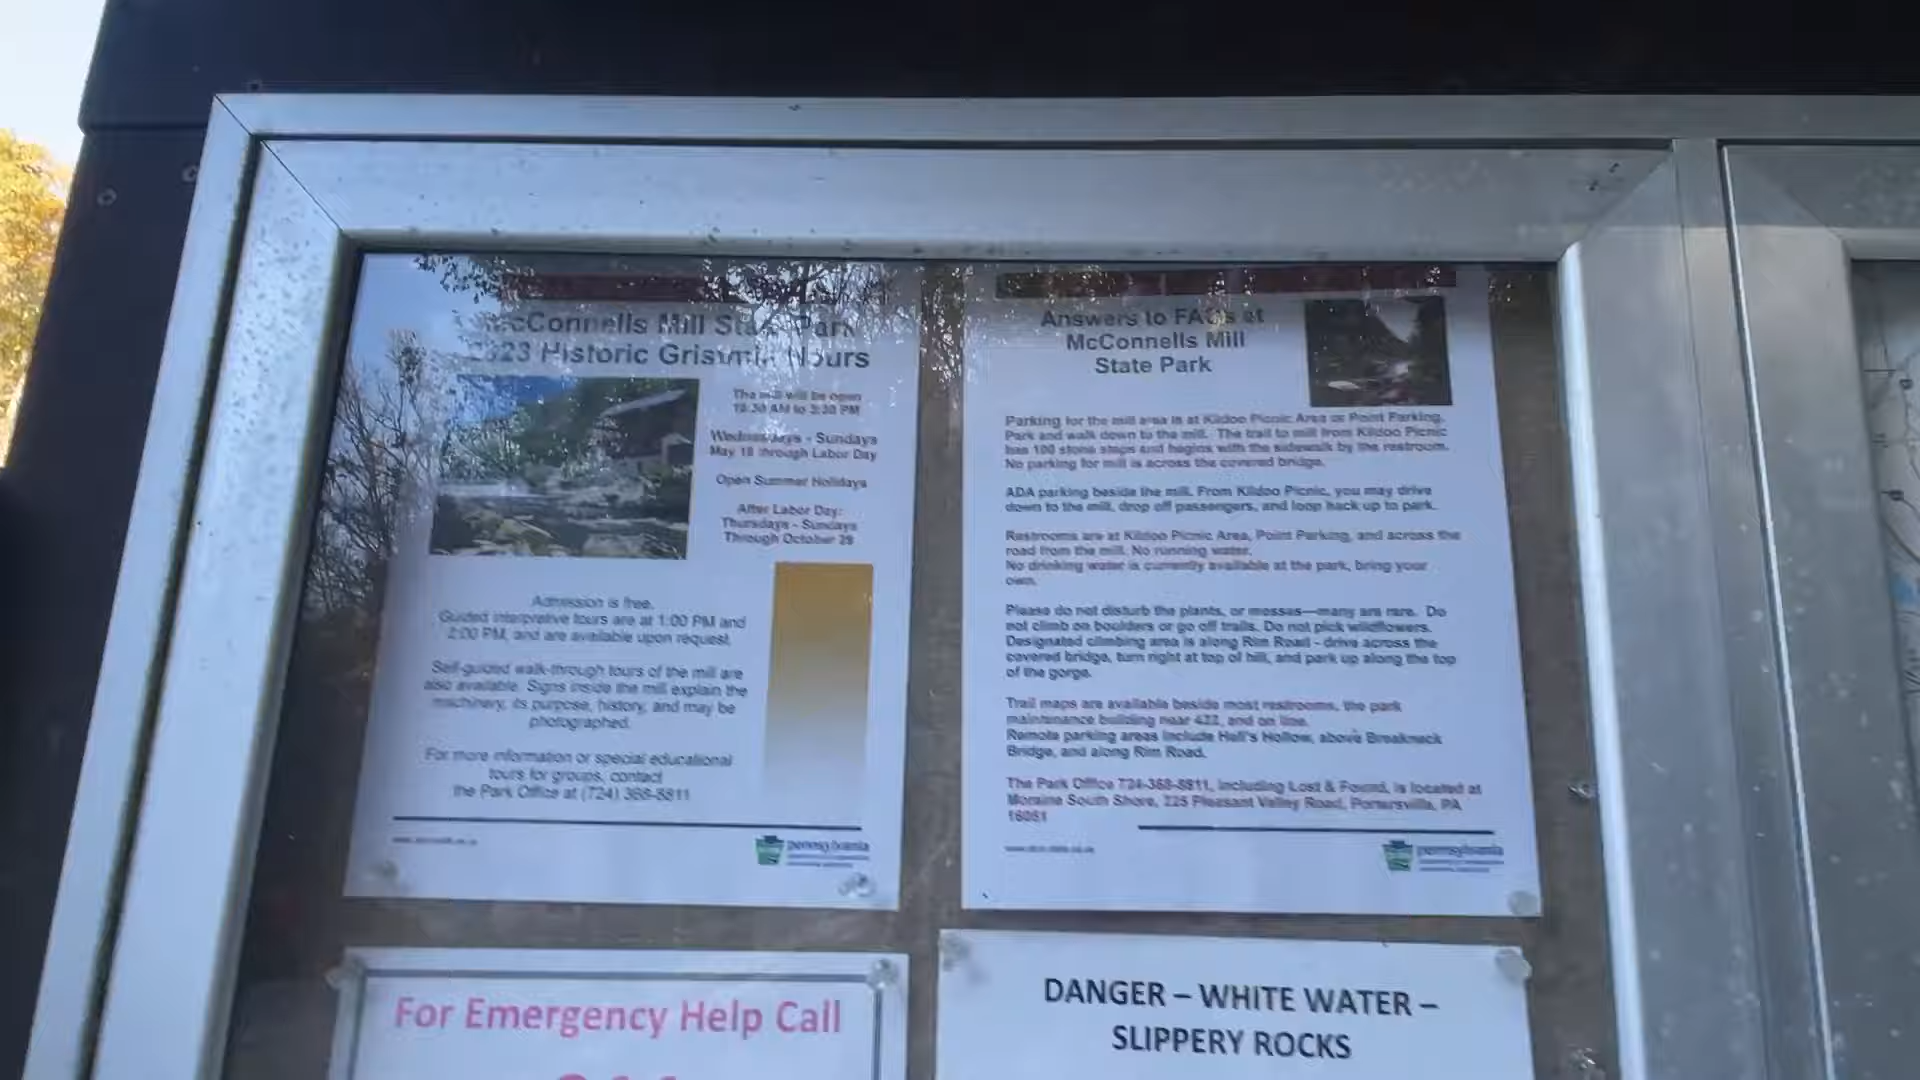 McConnells Mill State Park
2023 Historic Gristmill Hours
The mill will be open
10:30 AM to 3:30 PM
Wednesdays - Sundays
May 18 through Labor Day
Open Summer Holidays
After Labor Day:
Thursdays - Sundays
Through October 29
Admission is free.
Guided interpretive tours are at 1:00 PM and
2:00 PM, and are available upon request.
Self-guided walk-through tours of the mill are
also available. Signs inside the mill explain the
machinery, its purpose, history, and may be
photographed.
For more information or special educational
tours for groups, contact
the Park Office at (724) 368-8811
pennsylvania
Answers to FAQs at
McConnells Mill
State Park
Parking for the mill area is at Kildoo Picnic Area or Point Parking.
Park and walk down to the mill. The trail to mill from Kildoo Picnic
has 100 stone steps and begins with the sidewalk by the restroom.
No parking for mill is across the covered bridge.
ADA parking beside the mill. From Kildoo Picnic, you may drive
down to the mill, drop off passengers, and loop back up to park.
Restrooms are at Kildoo Picnic Area, Point Parking, and across the
road from the mill. No running water.
No drinking water is currently available at the park, bring your
own.
Please do not disturb the plants, or mosses—many are rare. Do
not climb on boulders or go off trails. Do not pick wildflowers.
Designated climbing area is along Rim Road - drive across the
covered bridge, turn right at top of hill, and park up along the top
of the gorge.
Trail maps are available beside most restrooms, the park
maintenance building near 422, and on line.
Remote parking areas include Hell's Hollow, above Breakneck
Bridge, and along Rim Road.
The Park Office 724-368-8811, including Lost & Found, is located at
Moraine South Shore, 225 Pleasant Valley Road, Portersville, PA
16051
pennsylvania
For Emergency Help Call
DANGER – WHITE WATER –
SLIPPERY ROCKS